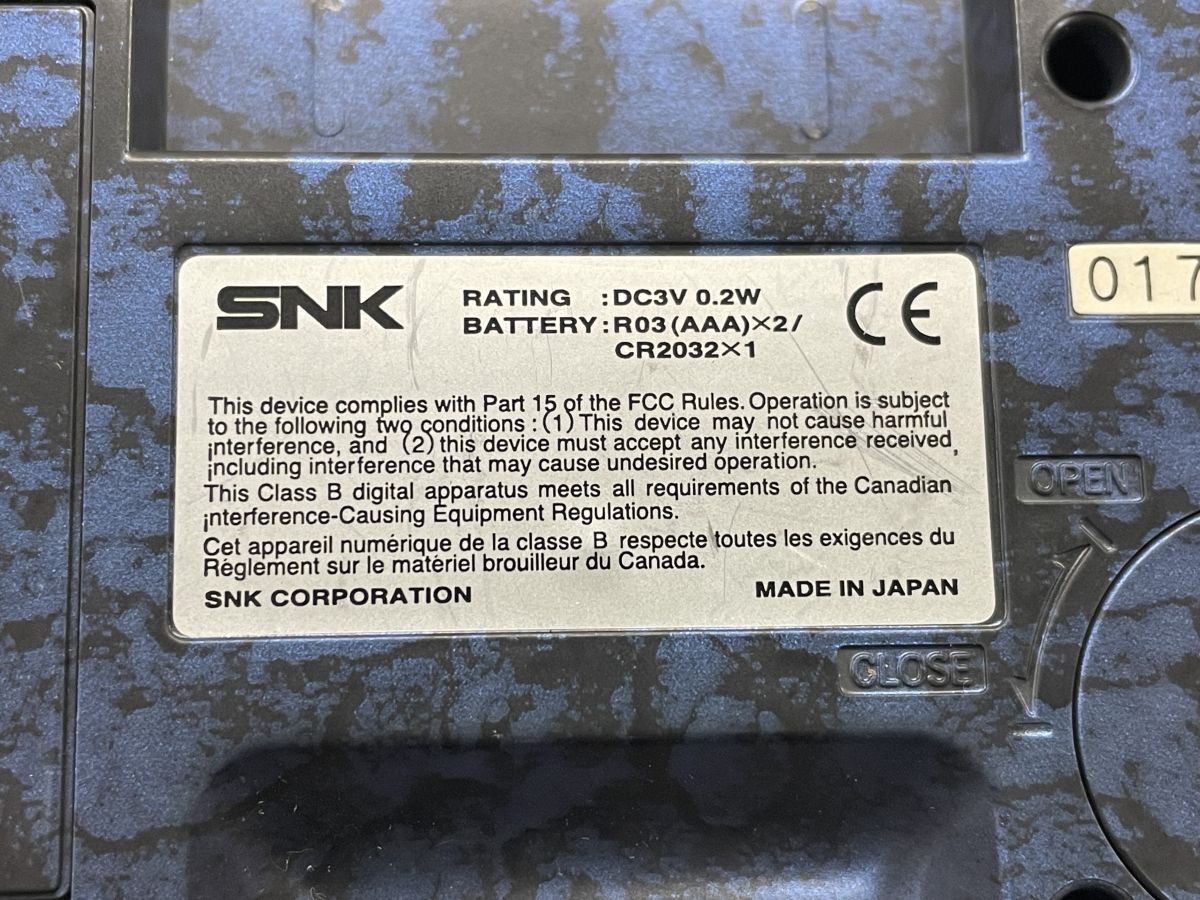 SNK
RATING : DC3V 0.2W
BATTERY : R03 (AAA)×2/
CR2032×1
CE
017
This device complies with Part 15 of the FCC Rules. Operation is subject
to the following two conditions : (1) This device may not cause harmful
interference, and (2) this device must accept any interference received,
including interference that may cause undesired operation.
This Class B digital apparatus meets all requirements of the Canadian
interference-Causing Equipment Regulations.
Cet appareil numérique de la classe B respecte toutes les exigences du
Réglement sur le matériel brouilleur du Canada.
SNK CORPORATION
MADE IN JAPAN
OPEN
CLOSE